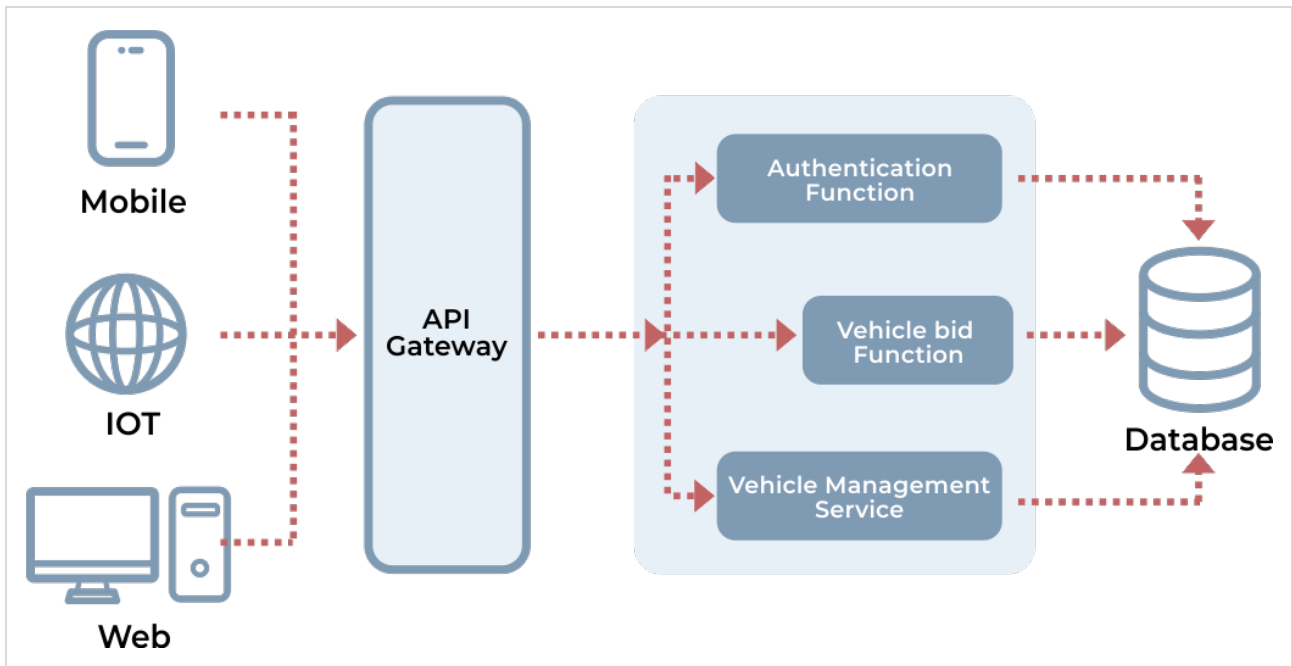 Mobile
IOT
Web
API
Gateway
Authentication
Function
Vehicle bid
Function
Vehicle Management
Service
Database